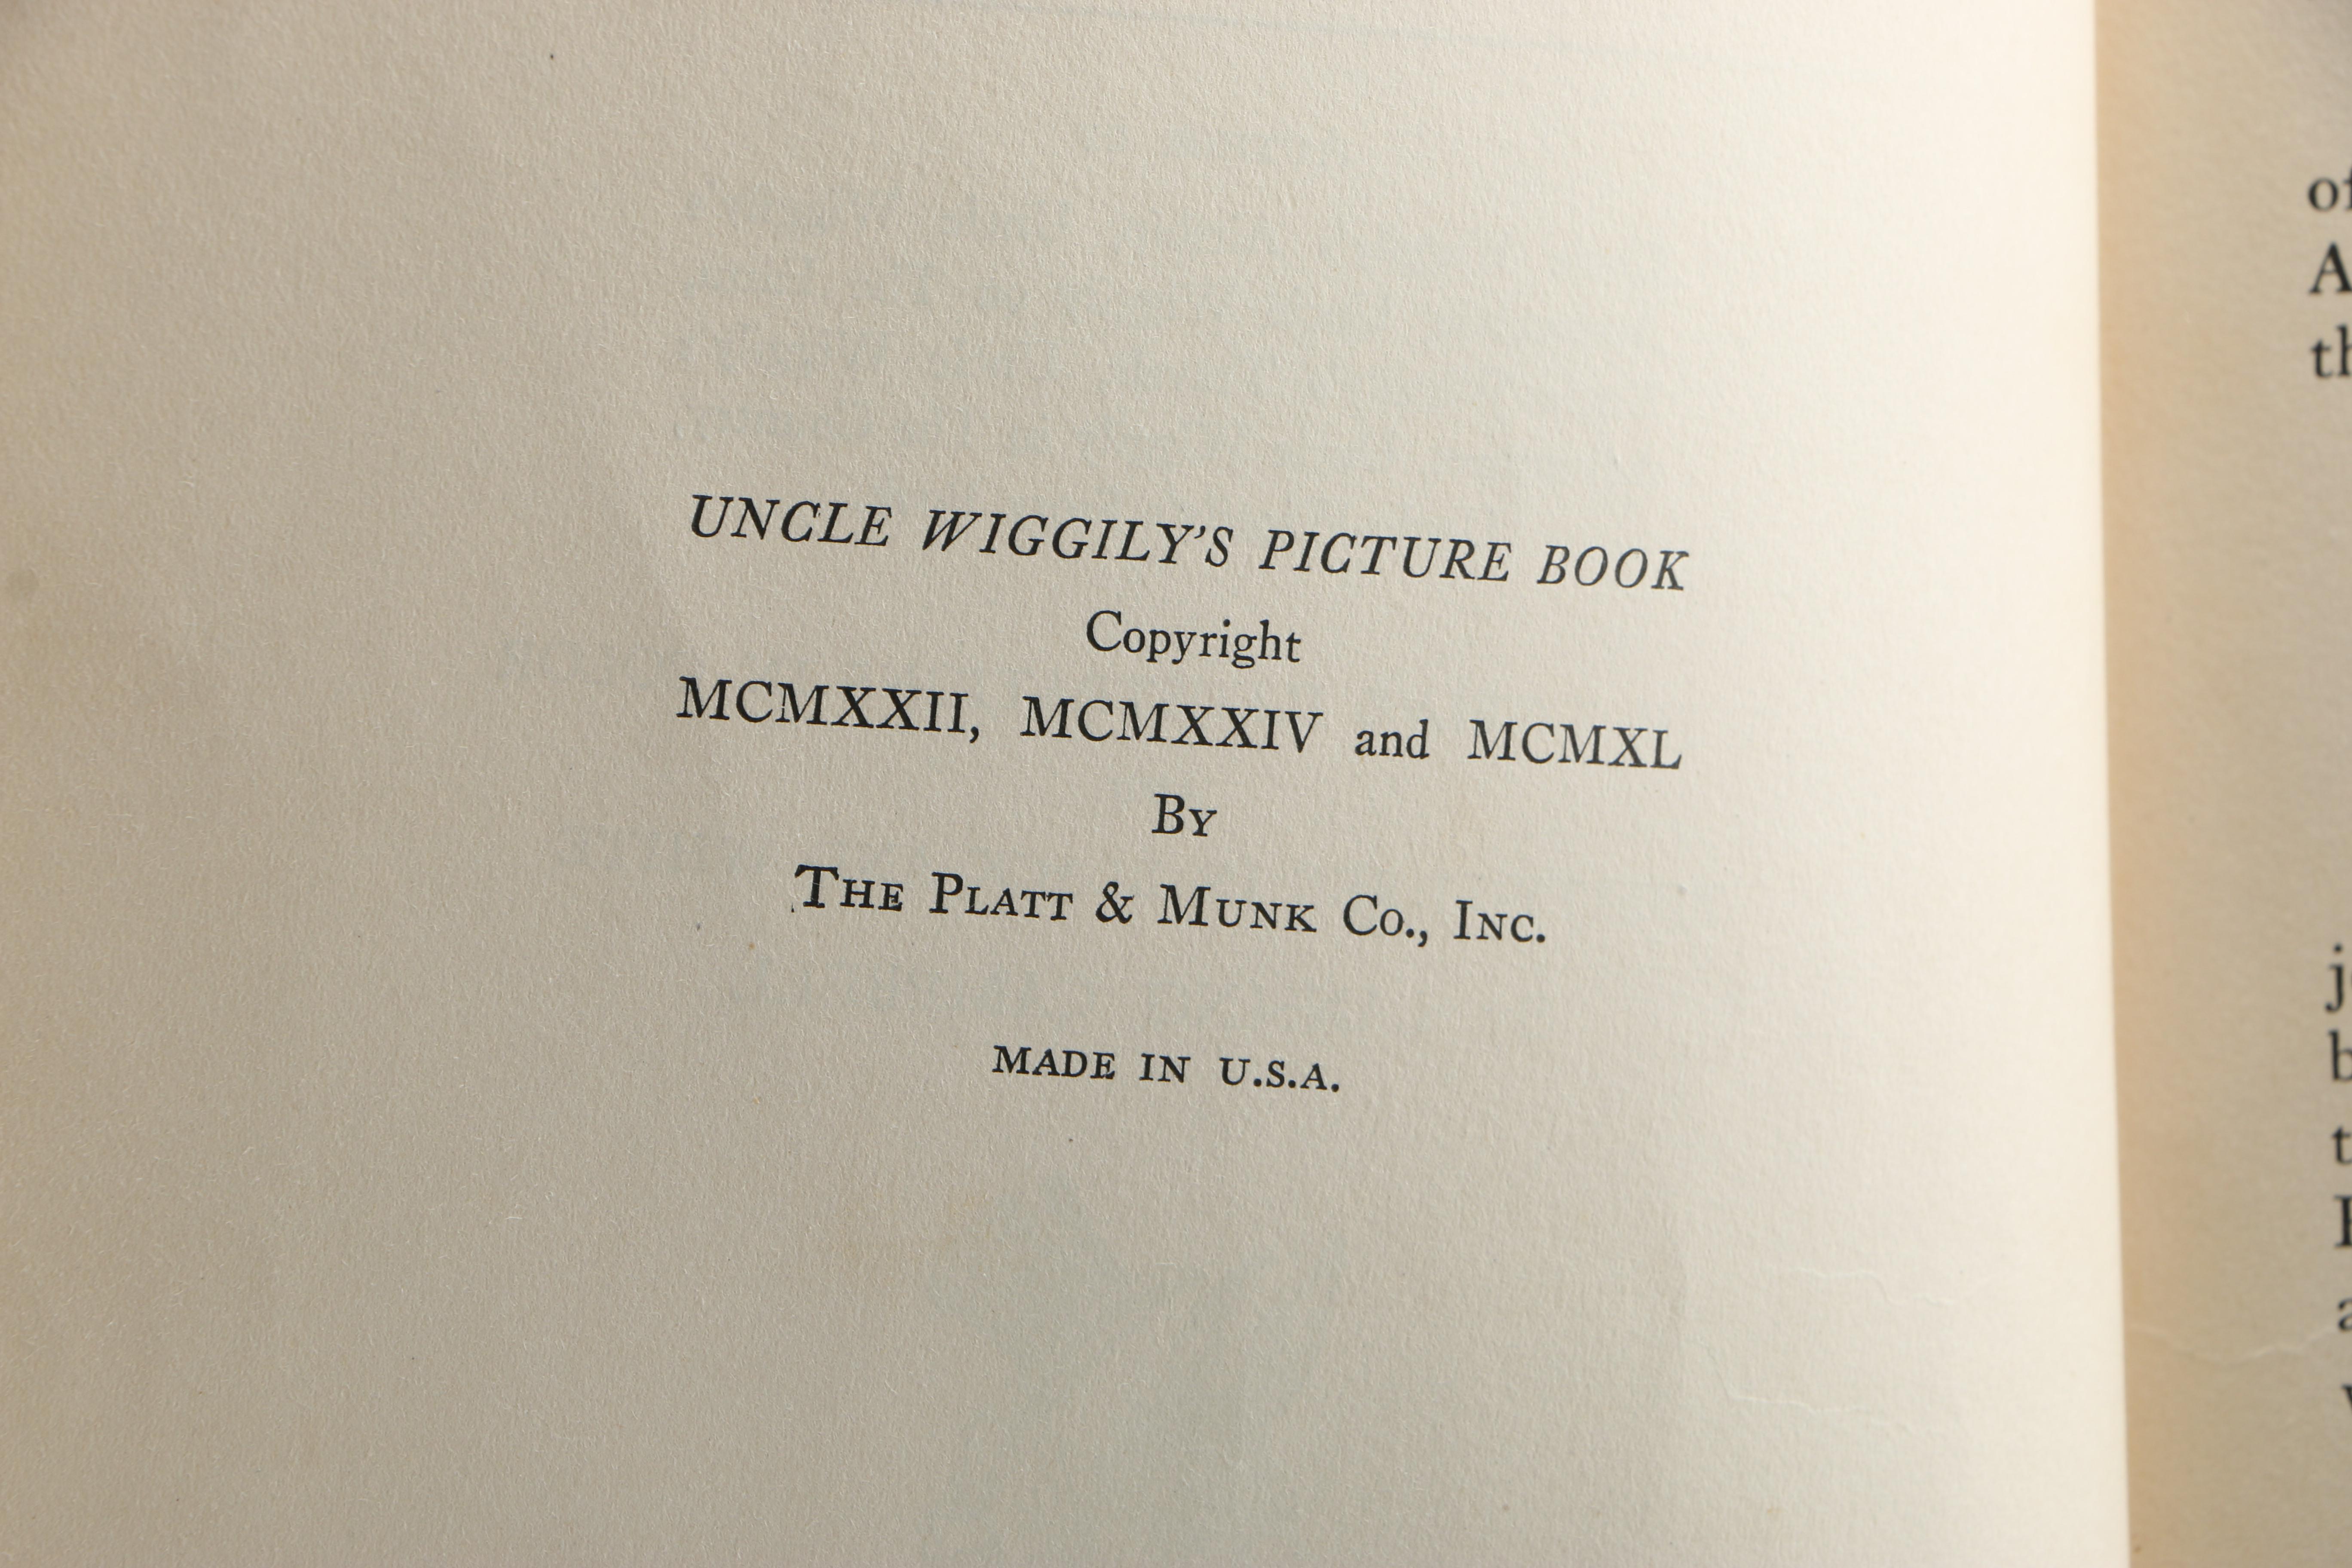 UNCLE WIGGILY'S PICTURE BOOK
Copyright
MCMXXII, MCMXXIV and MCMXL
BY
THE PLATT & MUNK CO., INC.
MADE IN U.S.A.